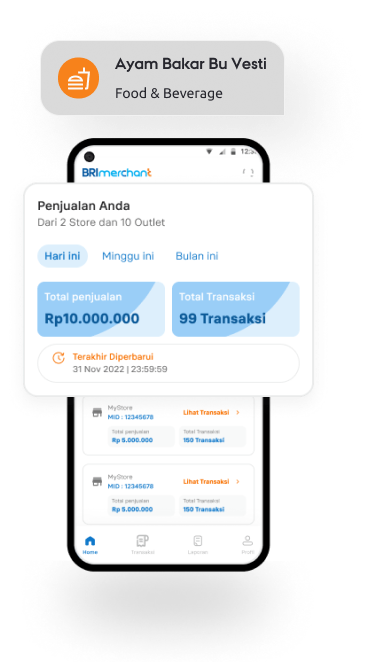 Ayam Bakar Bu Vesti
Food & Beverage
BRImerchant
Penjualan Anda
Dari 2 Store dan 10 Outlet
Hari ini Minggu ini Bulan ini
Total penjualan Total Transaksi
Rp10.000.000 99 Transaksi
Terakhir Diperbarui
31 Nov 2022 | 23:59:59
MyStore
MID : 12345678 Lihat Transaksi >
Total penjualan Total Transaksi
Rp 5.000.000 150 Transaksi
MyStore
MID : 12345678 Lihat Transaksi >
Total penjualan Total Transaksi
Rp 5.000.000 150 Transaksi
Home Transaksi Laporan Profil